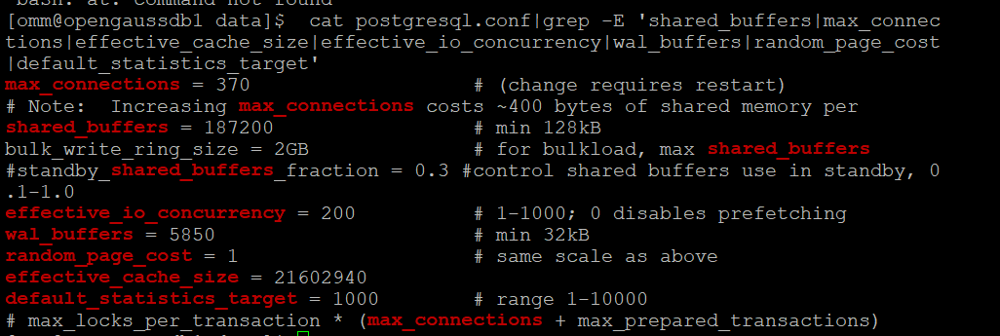 bash: at: command not found
[omm@opengaussdb1 data]$  cat postgresql.conf|grep -E 'shared_buffers|max_connec
tions|effective_cache_size|effective_io_concurrency|wal_buffers|random_page_cost
|default_statistics_target'
max_connections = 370                   # (change requires restart)
# Note:  Increasing max_connections costs ~400 bytes of shared memory per
shared_buffers = 187200                 # min 128kB
bulk_write_ring_size = 2GB              # for bulkload, max shared_buffers
#standby_shared_buffers_fraction = 0.3 #control shared buffers use in standby, 0
.1-1.0
effective_io_concurrency = 200          # 1-1000; 0 disables prefetching
wal_buffers = 5850                      # min 32kB
random_page_cost = 1                    # same scale as above
effective_cache_size = 21602940
default_statistics_target = 1000        # range 1-10000
# max_locks_per_transaction * (max_connections + max_prepared_transactions)